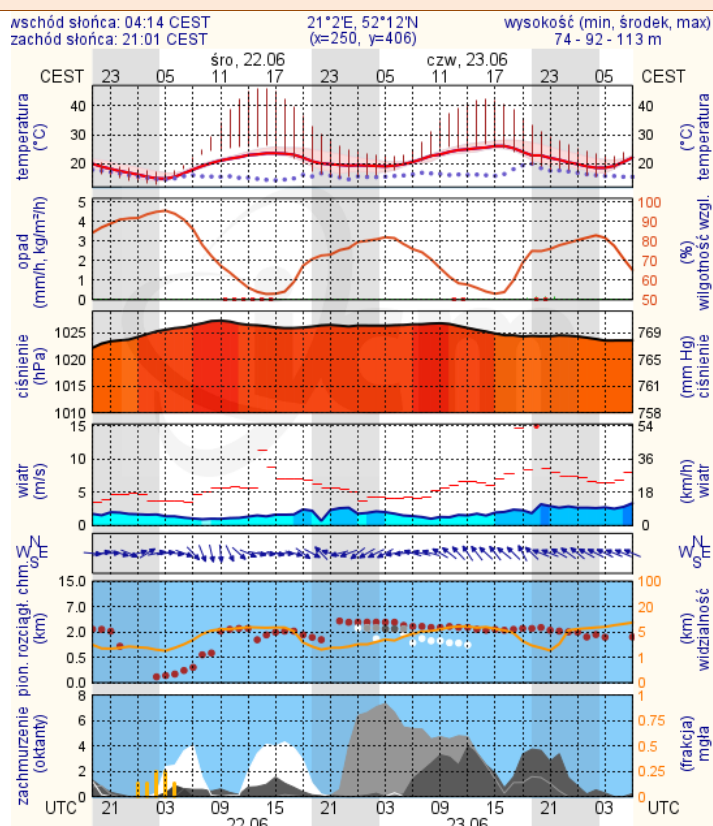 wschód słońca: 04:14 CEST 21°2'E, 52°12'N wysokość (min, środek, max)
zachód słońca: 21:01 CEST (x=250, y=406) 74 - 92 - 113 m
śro, 22.06 czw, 23.06
CEST 23 05 11 17 23 05 11 17 23 05 CEST
temperatura (°C)
40 30 20
40 30 20
(°C) temperatura
opad (mm/h, kg/m²/h)
5 4 3 2 1 0
100 90 80 70 60 50
(%) wilgotność wzgl.
ciśnienie (hPa)
1025 1020 1015 1010
769 765 761 758
(mm Hg) ciśnienie
wiatr (m/s)
15 10 5 0
54 36 18 0
(km/h) wiatr
N W E S
N W E S
pion. rozciągł. chm. (km)
15.0 7.0 2.0 0.5 0.0
100 20 5 1 0
(km) widzialność
zachmurzenie (oktanty)
8 6 4 2 0
1 0.75 0.5 0.25 0
(frakcja) mgła
UTC 21 03 09 15 21 03 09 15 21 03 UTC
22.06 23.06